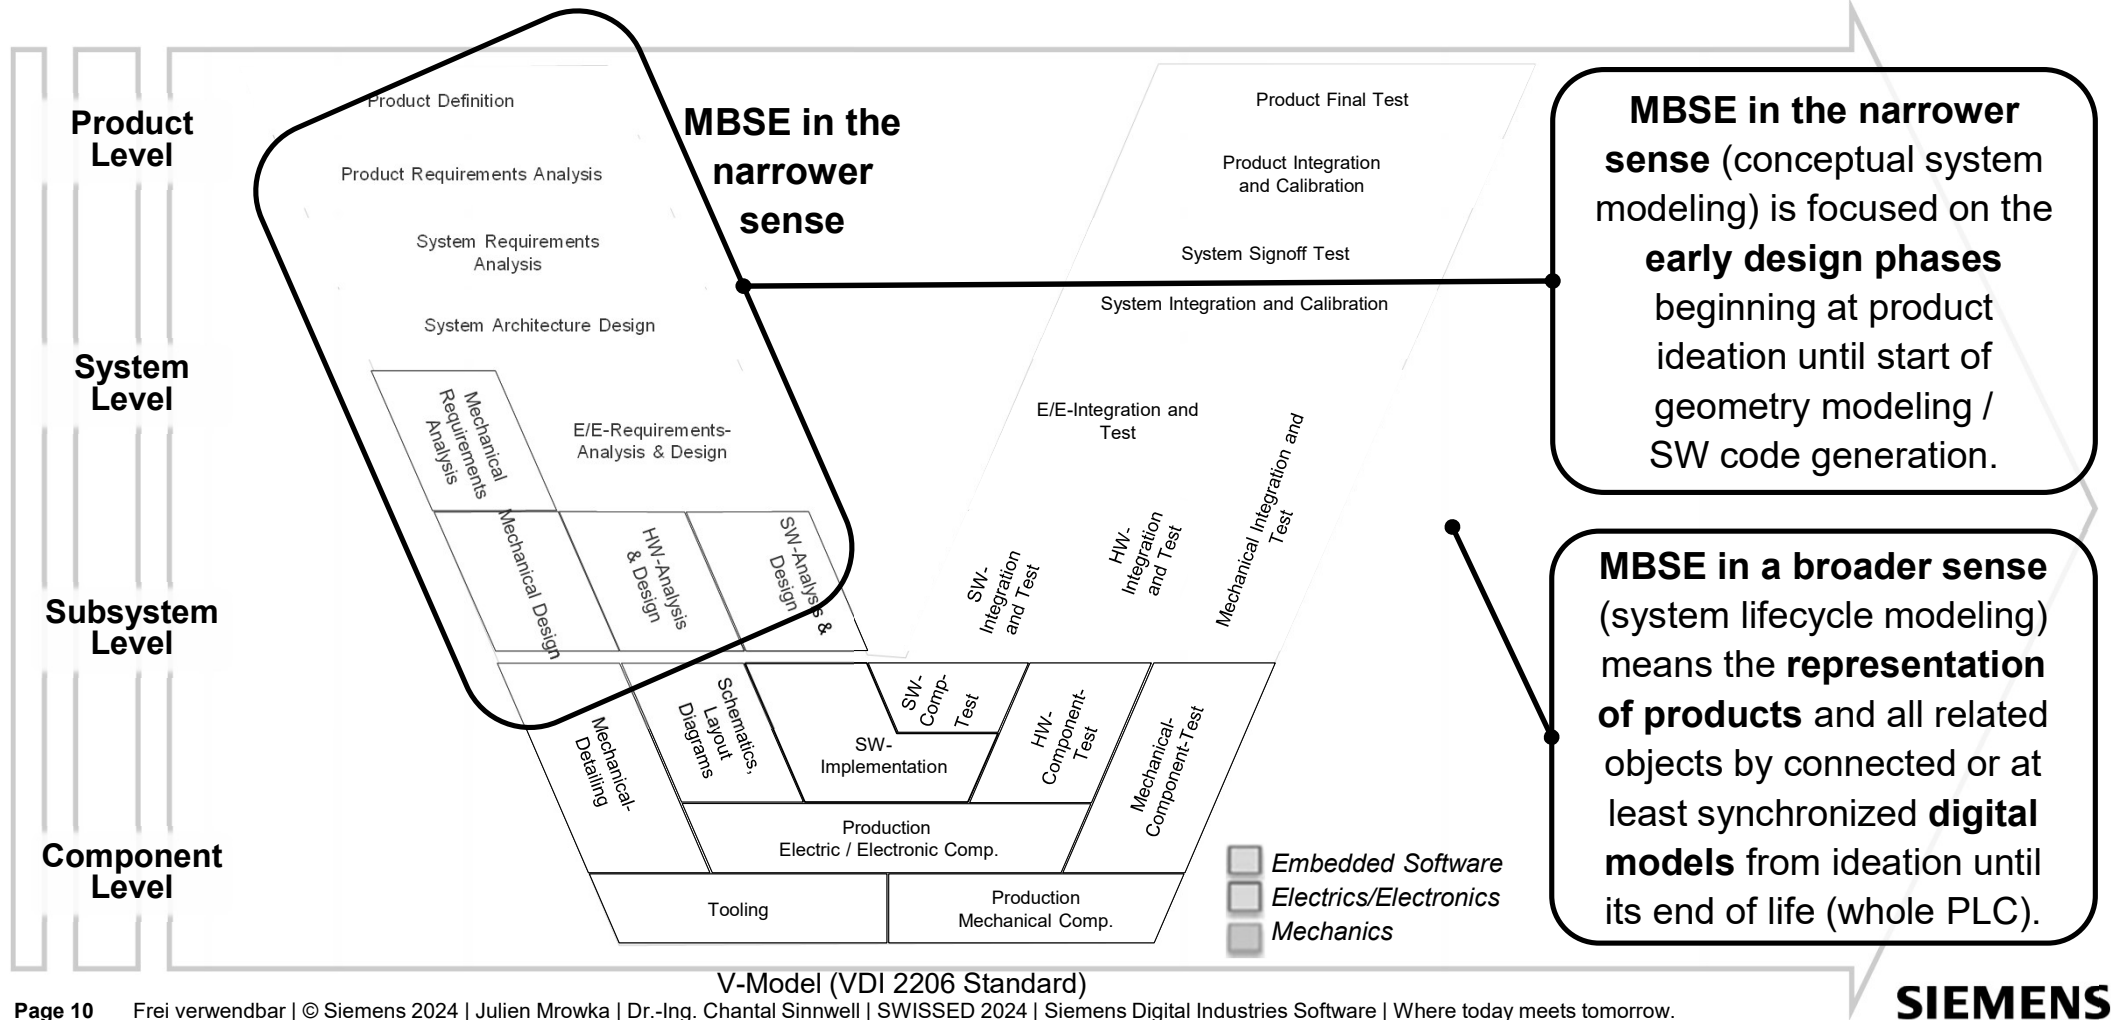 Product
Level
System
Level
Subsystem
Level
Component
Level
Product Definition
Product Requirements Analysis
System Requirements
Analysis
System Architecture Design
Mechanical
Requirements
Analysis
E/E-Requirements-
Analysis & Design
Mechanical Design
HW-Analysis
& Design
SW-Analysis &
Design
MBSE in the
narrower
sense
Product Final Test
Product Integration
and Calibration
System Signoff Test
System Integration and Calibration
E/E-Integration and
Test
SW-
Integration
and Test
HW-
Integration
and Test
Mechanical Integration and
Test
Mechanical-
Detailing
Schematics,
Layout
Diagrams
SW-
Implementation
SW-
Comp-
Test
HW-
Component-
Test
Mechanical-
Component-Test
Production
Electric / Electronic Comp.
Tooling
Production
Mechanical Comp.
Embedded Software
Electrics/Electronics
Mechanics
MBSE in the narrower
sense (conceptual system
modeling) is focused on the
early design phases
beginning at product
ideation until start of
geometry modeling /
SW code generation.
MBSE in a broader sense
(system lifecycle modeling)
means the representation
of products and all related
objects by connected or at
least synchronized digital
models from ideation until
its end of life (whole PLC).
V-Model (VDI 2206 Standard)
Page 10 Frei verwendbar | © Siemens 2024 | Julien Mrowka | Dr.-Ing. Chantal Sinnwell | SWISSED 2024 | Siemens Digital Industries Software | Where today meets tomorrow.
SIEMENS